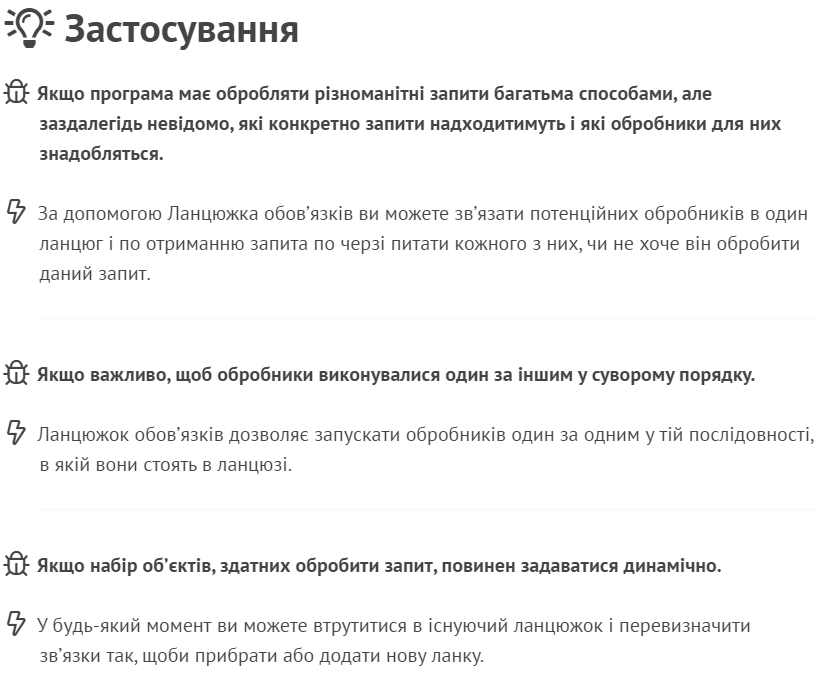 Застосування
Якщо програма має обробляти різноманітні запити багатьма способами, але
заздалегідь невідомо, які конкретно запити надходитимуть і які обробники для них
знадобляться.
За допомогою Ланцюжка обов’язків ви можете зв’язати потенційних обробників в один
ланцюг і по отриманню запита по черзі питати кожного з них, чи не хоче він обробити
даний запит.
Якщо важливо, щоб обробники виконувалися один за іншим у суворому порядку.
Ланцюжок обов’язків дозволяє запускати обробників один за одним у тій послідовності,
в якій вони стоять в ланцюзі.
Якщо набір об’єктів, здатних обробити запит, повинен задаватися динамічно.
У будь-який момент ви можете втрутитися в існуючий ланцюжок і перевизначити
зв’язки так, щоби прибрати або додати нову ланку.